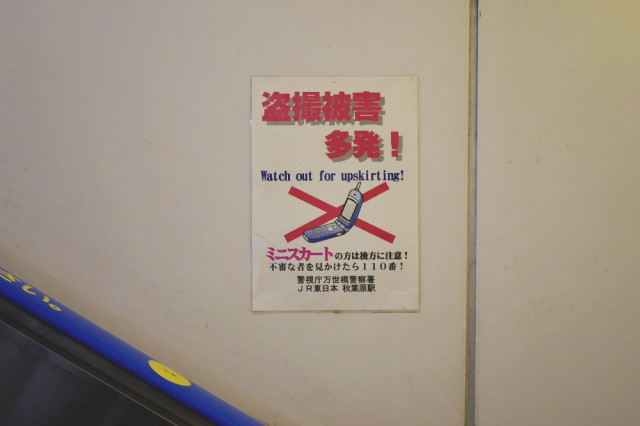 盗撮被害
多発!
Watch out for upskirting!
ミニスカートの方は後方に注意!
不審な者を見かけたら110番!
警視庁万世橋警察署
JR東日本 秋葉原駅
さい。